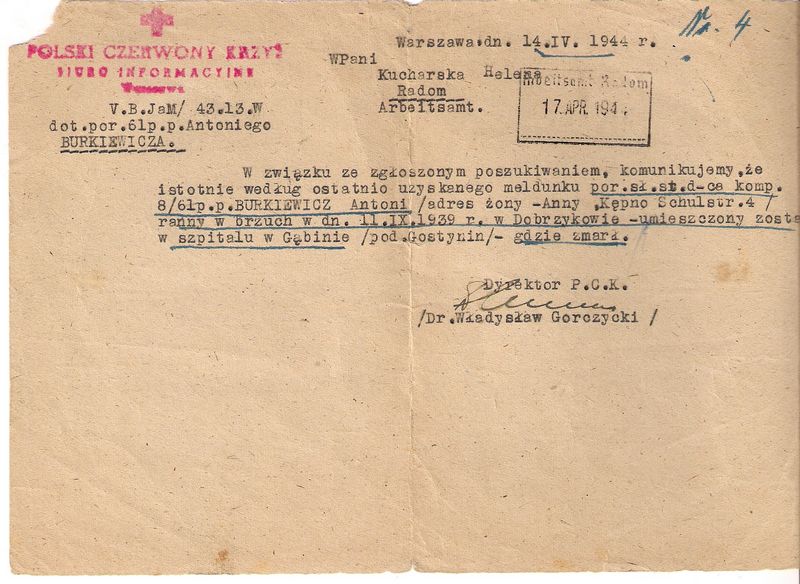 Nr. 4
POLSKI CZERWONY KRZYŻ
BIURO INFORMACYJNE
Warszawa
Warszawa.dn. 14.IV. 1944 r.
WPani
Kucharska Helena
Radom
Arbeitsamt.
Arbeitsamt Radom
17. APR. 194
V.B.JaM/ 43.13.W
dot.por.61p.p.Antoniego
BURKIEWICZA.
W związku ze zgłoszonym poszukiwaniem, komunikujemy,że
istotnie według ostatnio uzyskanego meldunku por.sł.st.d-ca komp.
8/61p.p.BURKIEWICZ Antoni /adres żony -Anny ,Kępno Schulstr.4 /
ranny w brzuch w dn. 11.IX.1939 r. w Dobrzykowie -umieszczony zosta
w szpitalu w Gąbinie /pod.Gostynin/- gdzie zmarł.
Dyrektor P.C.K.
/Dr.Władysław Gorczycki /